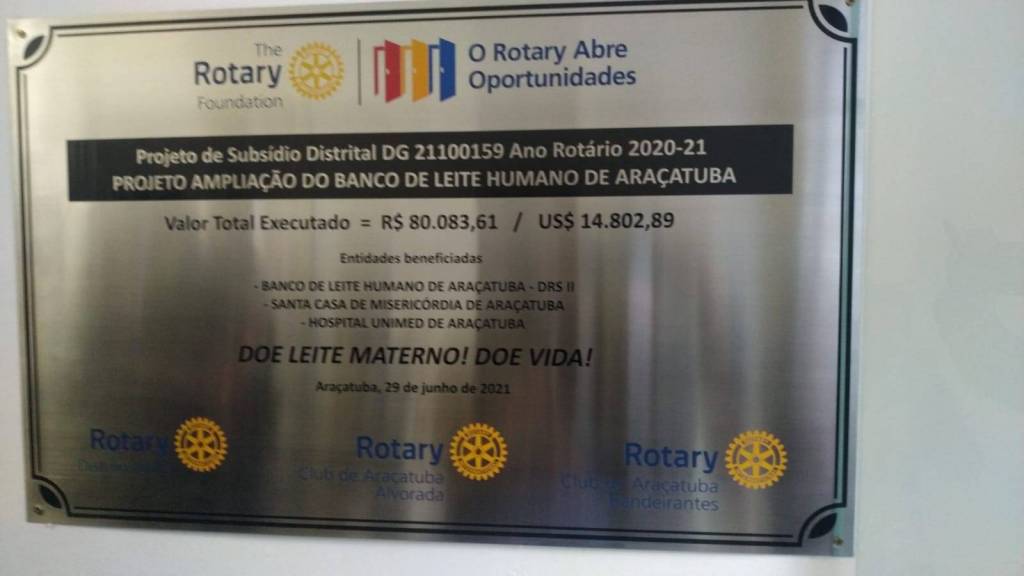 The
Rotary
Foundation
O Rotary Abre
Oportunidades
Projeto de Subsídio Distrital DG 21100159 Ano Rotário 2020-21
PROJETO AMPLIAÇÃO DO BANCO DE LEITE HUMANO DE ARAÇATUBA
Valor Total Executado = R$ 80.083,61 / US$ 14.802,89
Entidades beneficiadas
- BANCO DE LEITE HUMANO DE ARAÇATUBA - DRS II
- SANTA CASA DE MISERICÓRDIA DE ARAÇATUBA
- HOSPITAL UNIMED DE ARAÇATUBA
DOE LEITE MATERNO! DOE VIDA!
Araçatuba, 29 de junho de 2021
Rotary
Rotary
Club de Araçatuba
Alvorada
Rotary
Club de Araçatuba
Bandeirantes